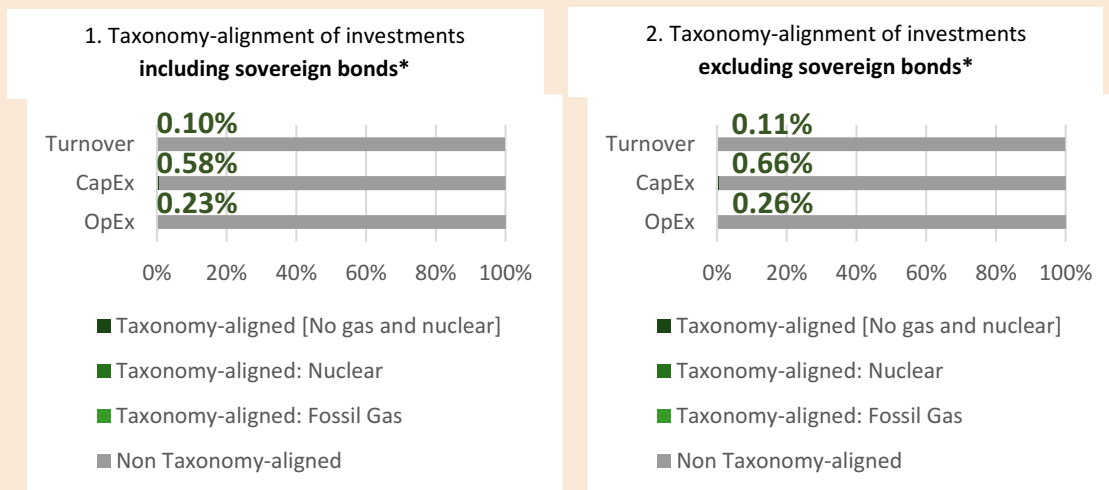 1. Taxonomy-alignment of investments
including sovereign bonds*
0.10%
Turnover
0.58%
CapEx
0.23%
OpEx
0% 20% 40% 60% 80% 100%
Taxonomy-aligned [No gas and nuclear]
Taxonomy-aligned: Nuclear
Taxonomy-aligned: Fossil Gas
Non Taxonomy-aligned
2. Taxonomy-alignment of investments
excluding sovereign bonds*
0.11%
Turnover
0.66%
CapEx
0.26%
OpEx
0% 20% 40% 60% 80% 100%
Taxonomy-aligned [No gas and nuclear]
Taxonomy-aligned: Nuclear
Taxonomy-aligned: Fossil Gas
Non Taxonomy-aligned